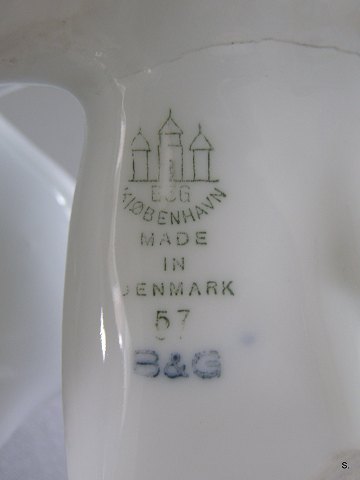 B&G
KJØBENHAVN
MADE
IN
DENMARK
57
B&G
S.